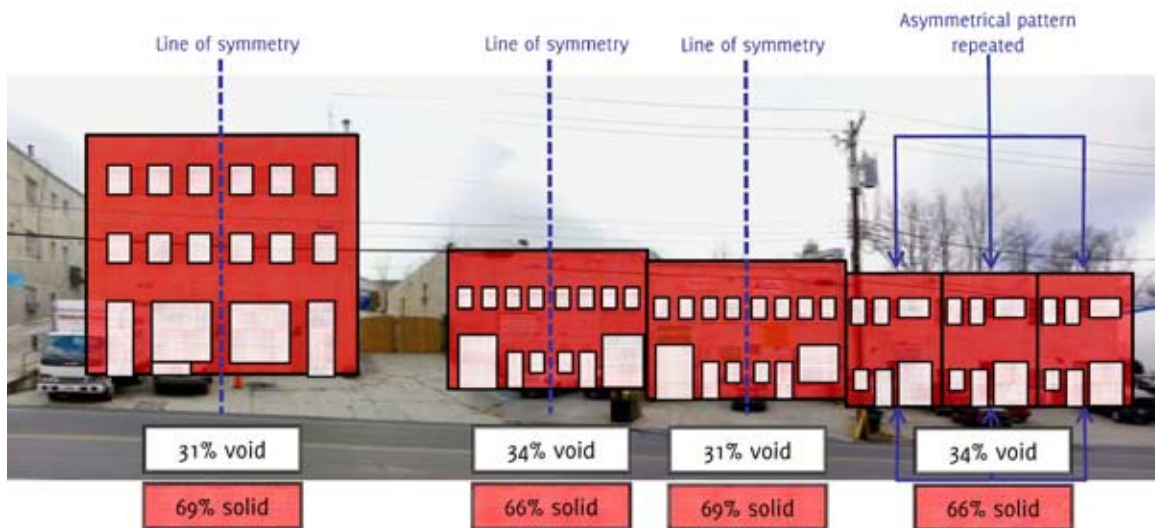 Line of symmetry
Line of symmetry
Line of symmetry
Asymmetrical pattern
repeated
31% void
34% void
31% void
34% void
69% solid
66% solid
69% solid
66% solid